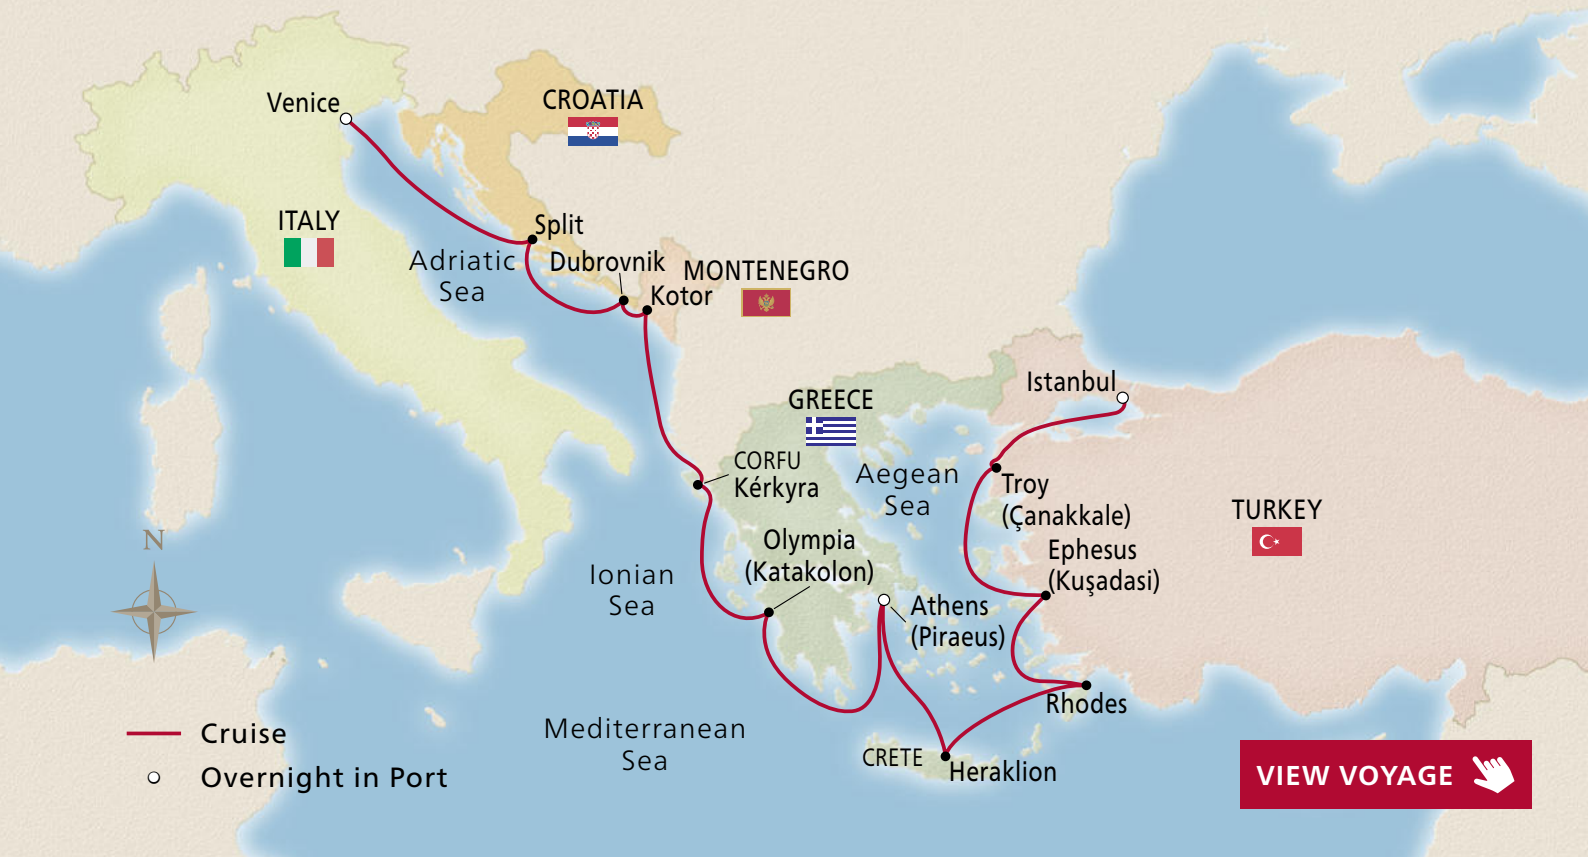 Venice
CROATIA
ITALY
Split
Adriatic
Sea
Dubrovnik
MONTENEGRO
Kotor
GREECE
Istanbul
CORFU
Kérkyra
Aegean
Sea
Troy
(Çanakkale)
TURKEY
Olympia
(Katakolon)
Ephesus
(Kuşadasi)
N
Ionian
Sea
Athens
(Piraeus)
Rhodes
Mediterranean
Sea
CRETE
Heraklion
Cruise
Overnight in Port
VIEW VOYAGE